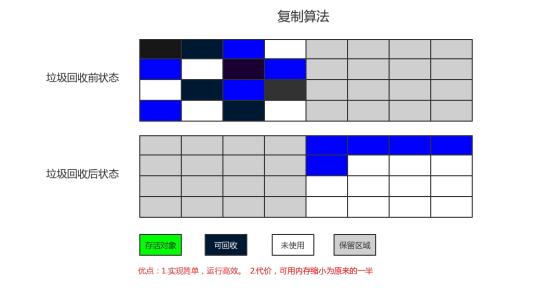 复制算法
垃圾回收前状态
垃圾回收后状态
存活对象 可回收 未使用 保留区域
优点：1.实现简单，运行高效。 2.代价，可用内存缩小为原来的一半